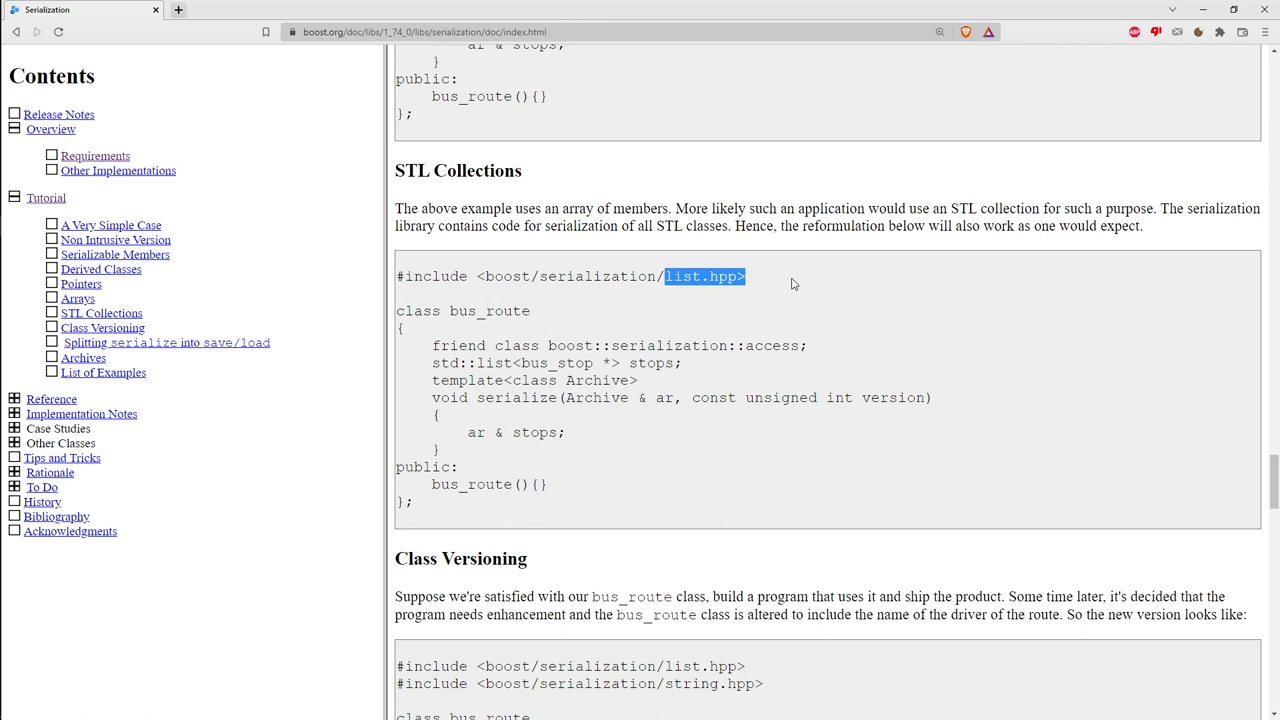 Serialization
boost.org/doc/libs/1_74_0/libs/serialization/doc/index.html
Contents
Release Notes
Overview
Requirements
Other Implementations
Tutorial
A Very Simple Case
Non Intrusive Version
Serializable Members
Derived Classes
Pointers
Arrays
STL Collections
Class Versioning
Splitting serialize into save/load
Archives
List of Examples
Reference
Implementation Notes
Case Studies
Other Classes
Tips and Tricks
Rationale
To Do
History
Bibliography
Acknowledgments
ar & stops;
}
public:
bus_route(){}
};
STL Collections
The above example uses an array of members. More likely such an application would use an STL collection for such a purpose. The serialization
library contains code for serialization of all STL classes. Hence, the reformulation below will also work as one would expect.
#include <boost/serialization/list.hpp>
class bus_route
{
friend class boost::serialization::access;
std::list<bus_stop *> stops;
template<class Archive>
void serialize(Archive & ar, const unsigned int version)
{
ar & stops;
}
public:
bus_route(){}
};
Class Versioning
Suppose we're satisfied with our bus_route class, build a program that uses it and ship the product. Some time later, it's decided that the
program needs enhancement and the bus_route class is altered to include the name of the driver of the route. So the new version looks like:
#include <boost/serialization/list.hpp>
#include <boost/serialization/string.hpp>
class bus_route